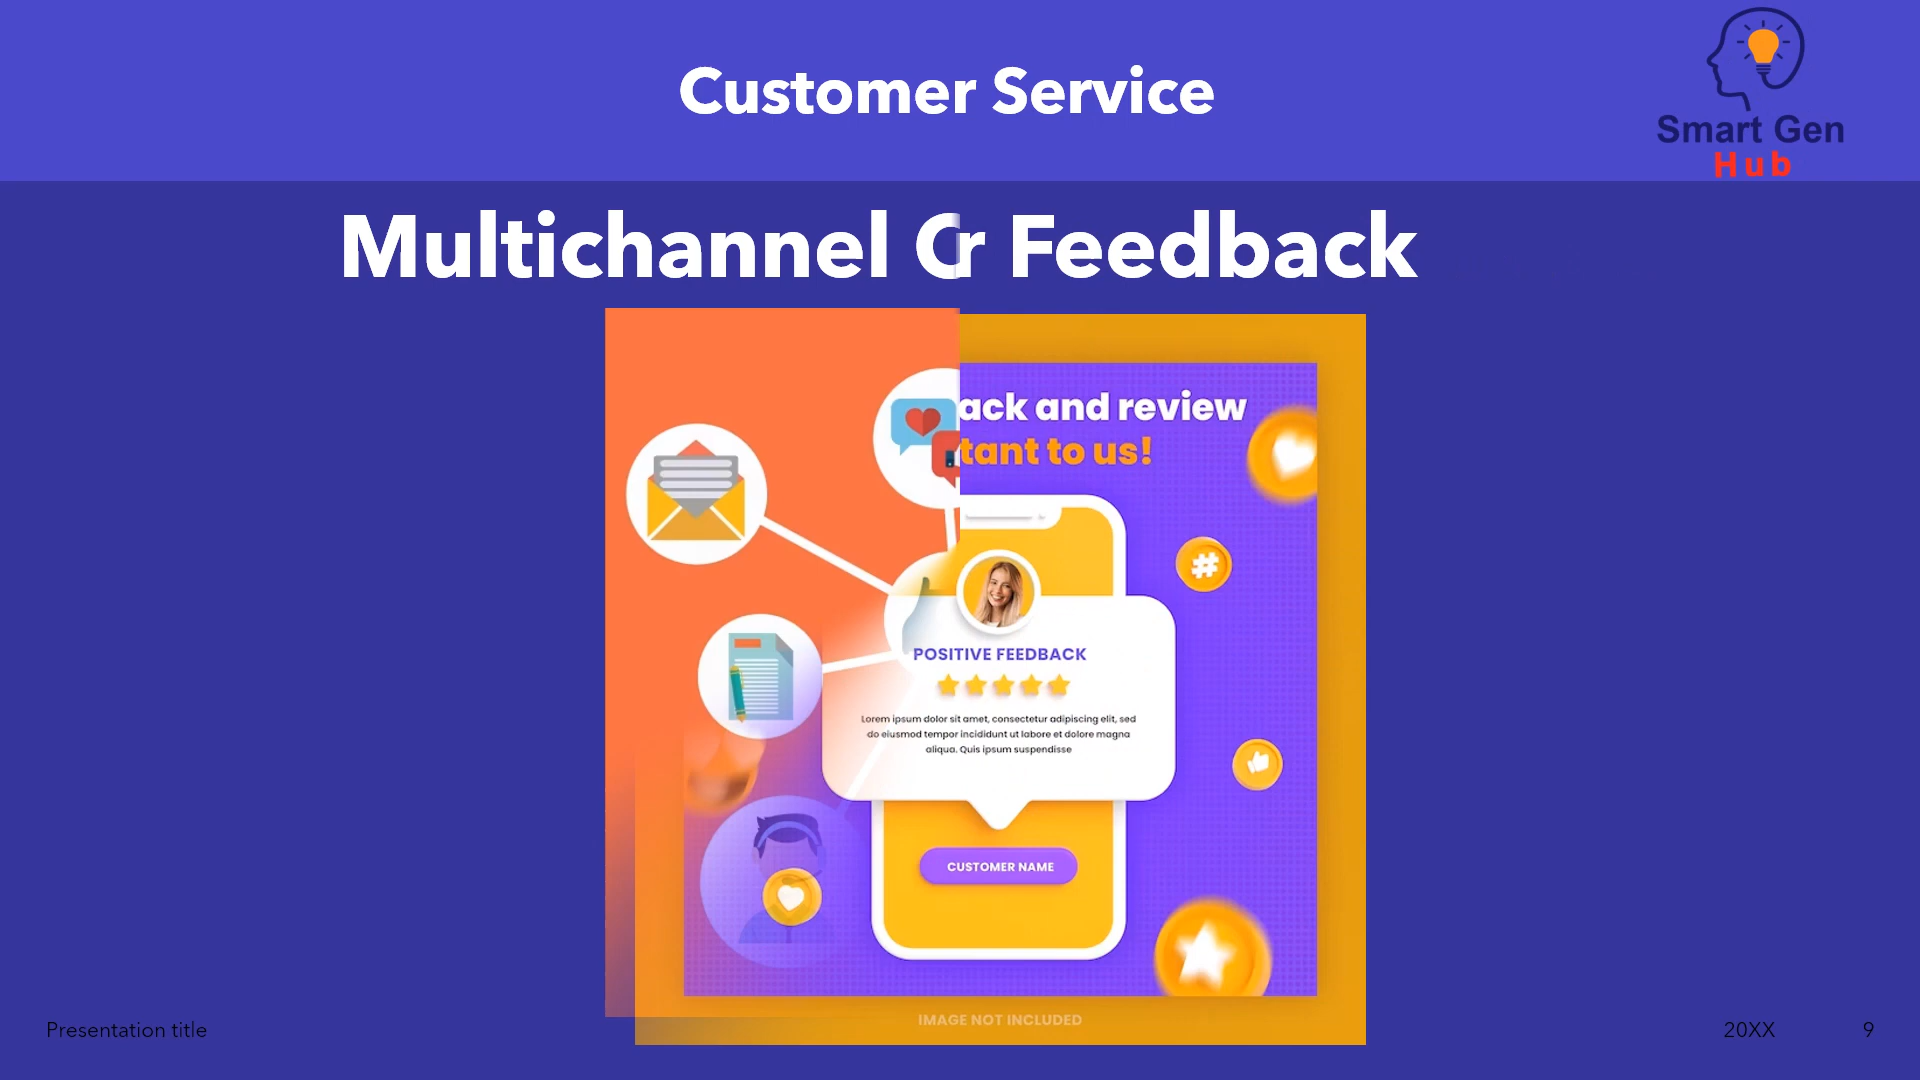 Customer Service
Smart Gen
Hub
Multichannel
Feedback
ack and review
tant to us!
POSITIVE FEEDBACK
Lorem ipsum dolor sit amet, consectetur adipiscing elit, sed
do eiusmod tempor incididunt ut labore et dolore magna
aliqua. Quis ipsum suspendisse
CUSTOMER NAME
IMAGE NOT INCLUDED
Presentation title
20XX
9